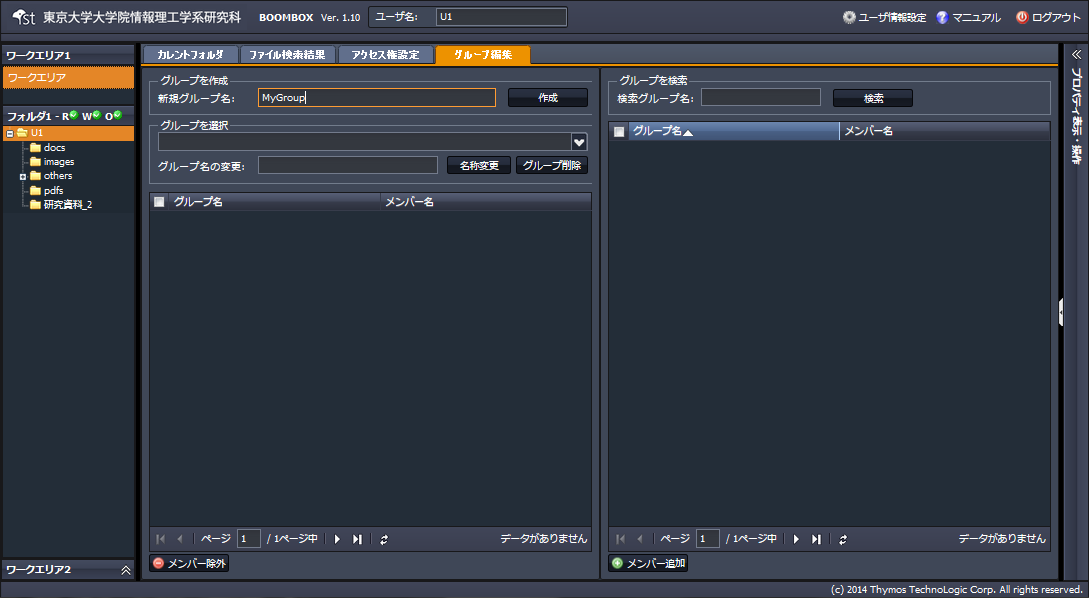 st 東京大学大学院情報理工学系研究科 BOOMBOX Ver. 1.10 ユーザ名: U1 ユーザ情報設定 マニュアル ログアウト
ワークエリア1
ワークエリア
フォルダ1 - R W O
U1
docs
images
others
pdfs
研究資料_2
ワークエリア2
カレントフォルダ ファイル検索結果 アクセス権設定 グループ編集
グループを作成
新規グループ名: MyGroup 作成
グループを選択
グループ名の変更: 名称変更 グループ削除
グループ名 メンバー名
ページ 1 / 1ページ中 データがありません
メンバー除外
グループを検索
検索グループ名: 検索
グループ名 メンバー名
ページ 1 / 1ページ中 データがありません
メンバー追加
プロパティ表示・操作
(c) 2014 Thymos TechnoLogic Corp. All rights reserved.